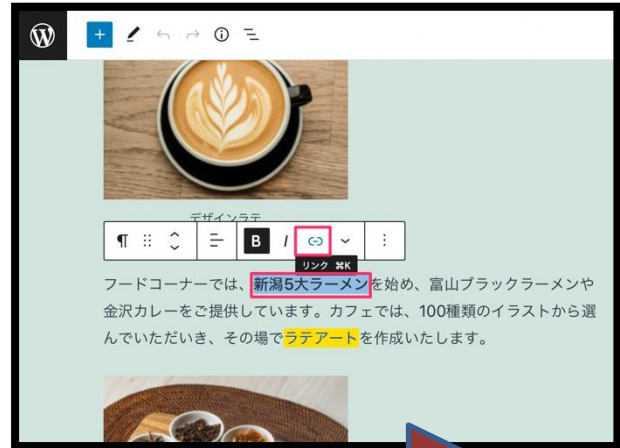 デザインラテ
B I
リンク ⌘K
フードコーナーでは、新潟5大ラーメンを始め、富山ブラックラーメンや
金沢カレーをご提供しています。カフェでは、100種類のイラストから選
んでいただき、その場でラテアートを作成いたします。